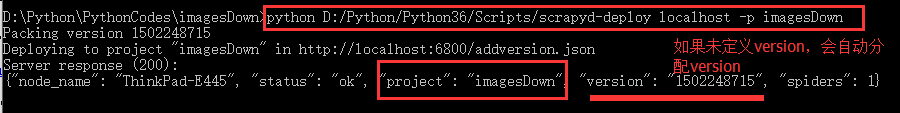 D:\Python\PythonCodes\imagesDown>python D:/Python/Python36/Scripts/scrapyd-deploy localhost -p imagesDown
Packing version 1502248715
Deploying to project "imagesDown" in http://localhost:6800/addversion.json
如果未定义version，会自动分
配version
Server response (200):
{"node_name": "ThinkPad-E445", "status": "ok", "project": "imagesDown", "version": "1502248715", "spiders": 1}